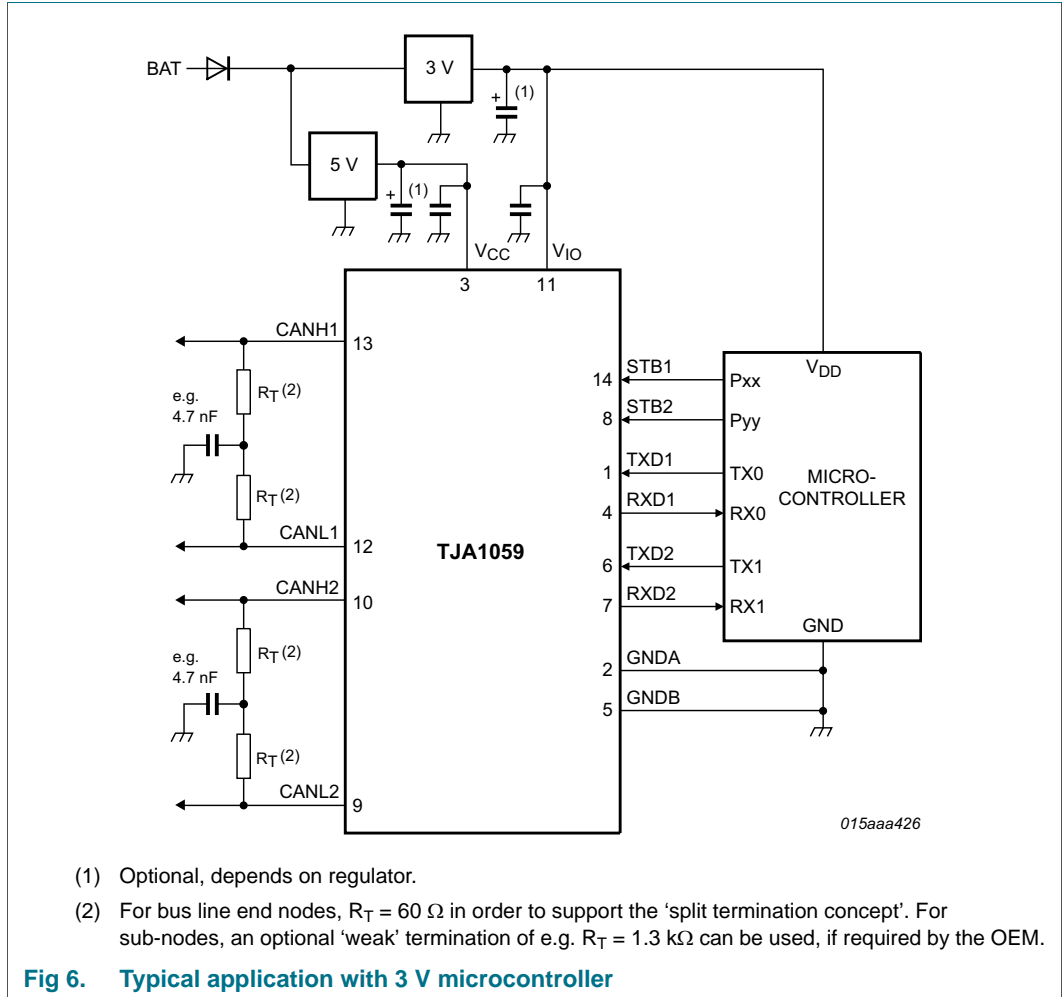 BAT
3 V
(1)
+
5 V
(1)
+
VCC
VIO
3
11
CANH1
13
VDD
STB1
14
Pxx
RT(2)
e.g.
4.7 nF
STB2
8
Pyy
TXD1
1
TX0
MICRO-
CONTROLLER
RXD1
4
RX0
RT(2)
CANL1
12
TJA1059
TXD2
6
TX1
CANH2
10
RXD2
7
RX1
GND
RT(2)
e.g.
4.7 nF
GNDA
2
GNDB
5
RT(2)
CANL2
9
015aaa426
(1) Optional, depends on regulator.
(2) For bus line end nodes, RT = 60 Ω in order to support the ‘split termination concept’. For
sub-nodes, an optional ‘weak’ termination of e.g. RT = 1.3 kΩ can be used, if required by the OEM.
Fig 6. Typical application with 3 V microcontroller